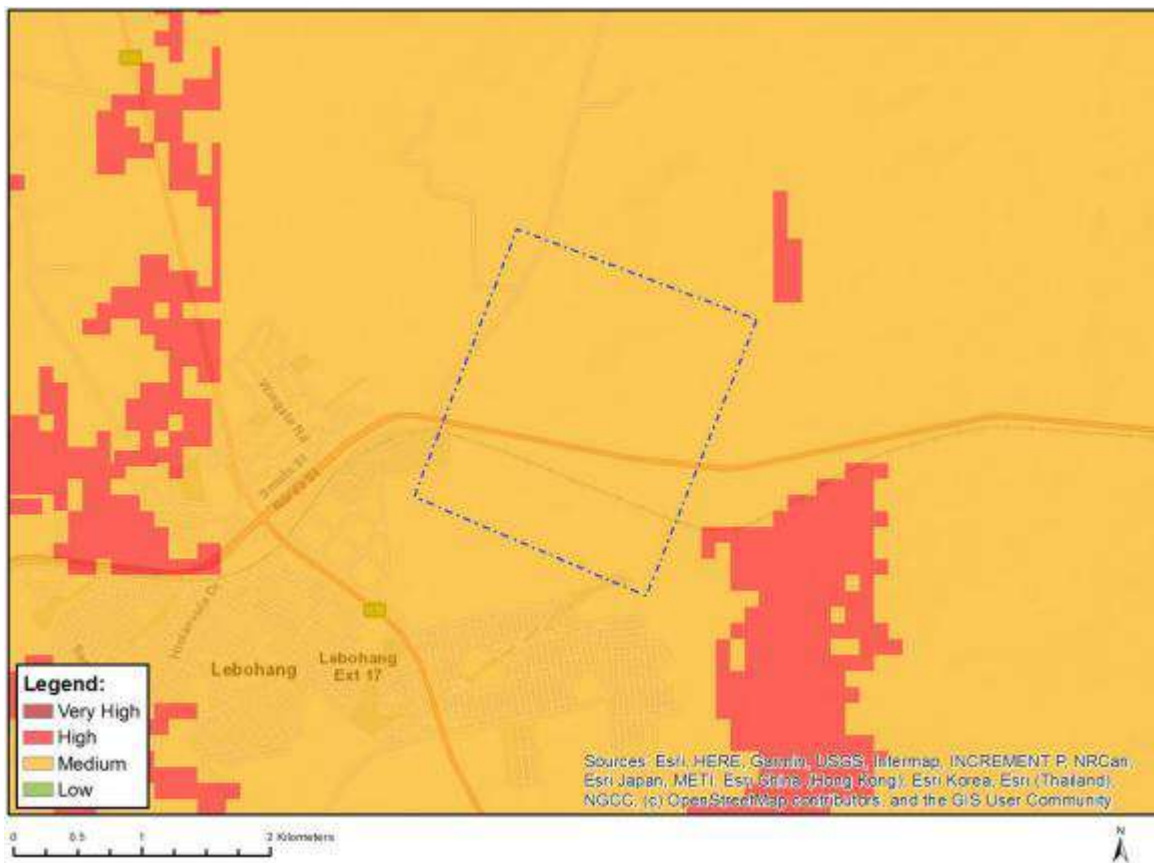 Wingate Rd
Lebohang
Lebohang
Ext 17
Legend:
Very High
High
Medium
Low
Sources: Esri, HERE, Garmin, USGS, Intermap, INCREMENT P, NRCan,
Esri Japan, METI, Esri China (Hong Kong), Esri Korea, Esri (Thailand),
NGCC, (c) OpenStreetMap contributors, and the GIS User Community
0 0.5 1 2 Kilometers
N